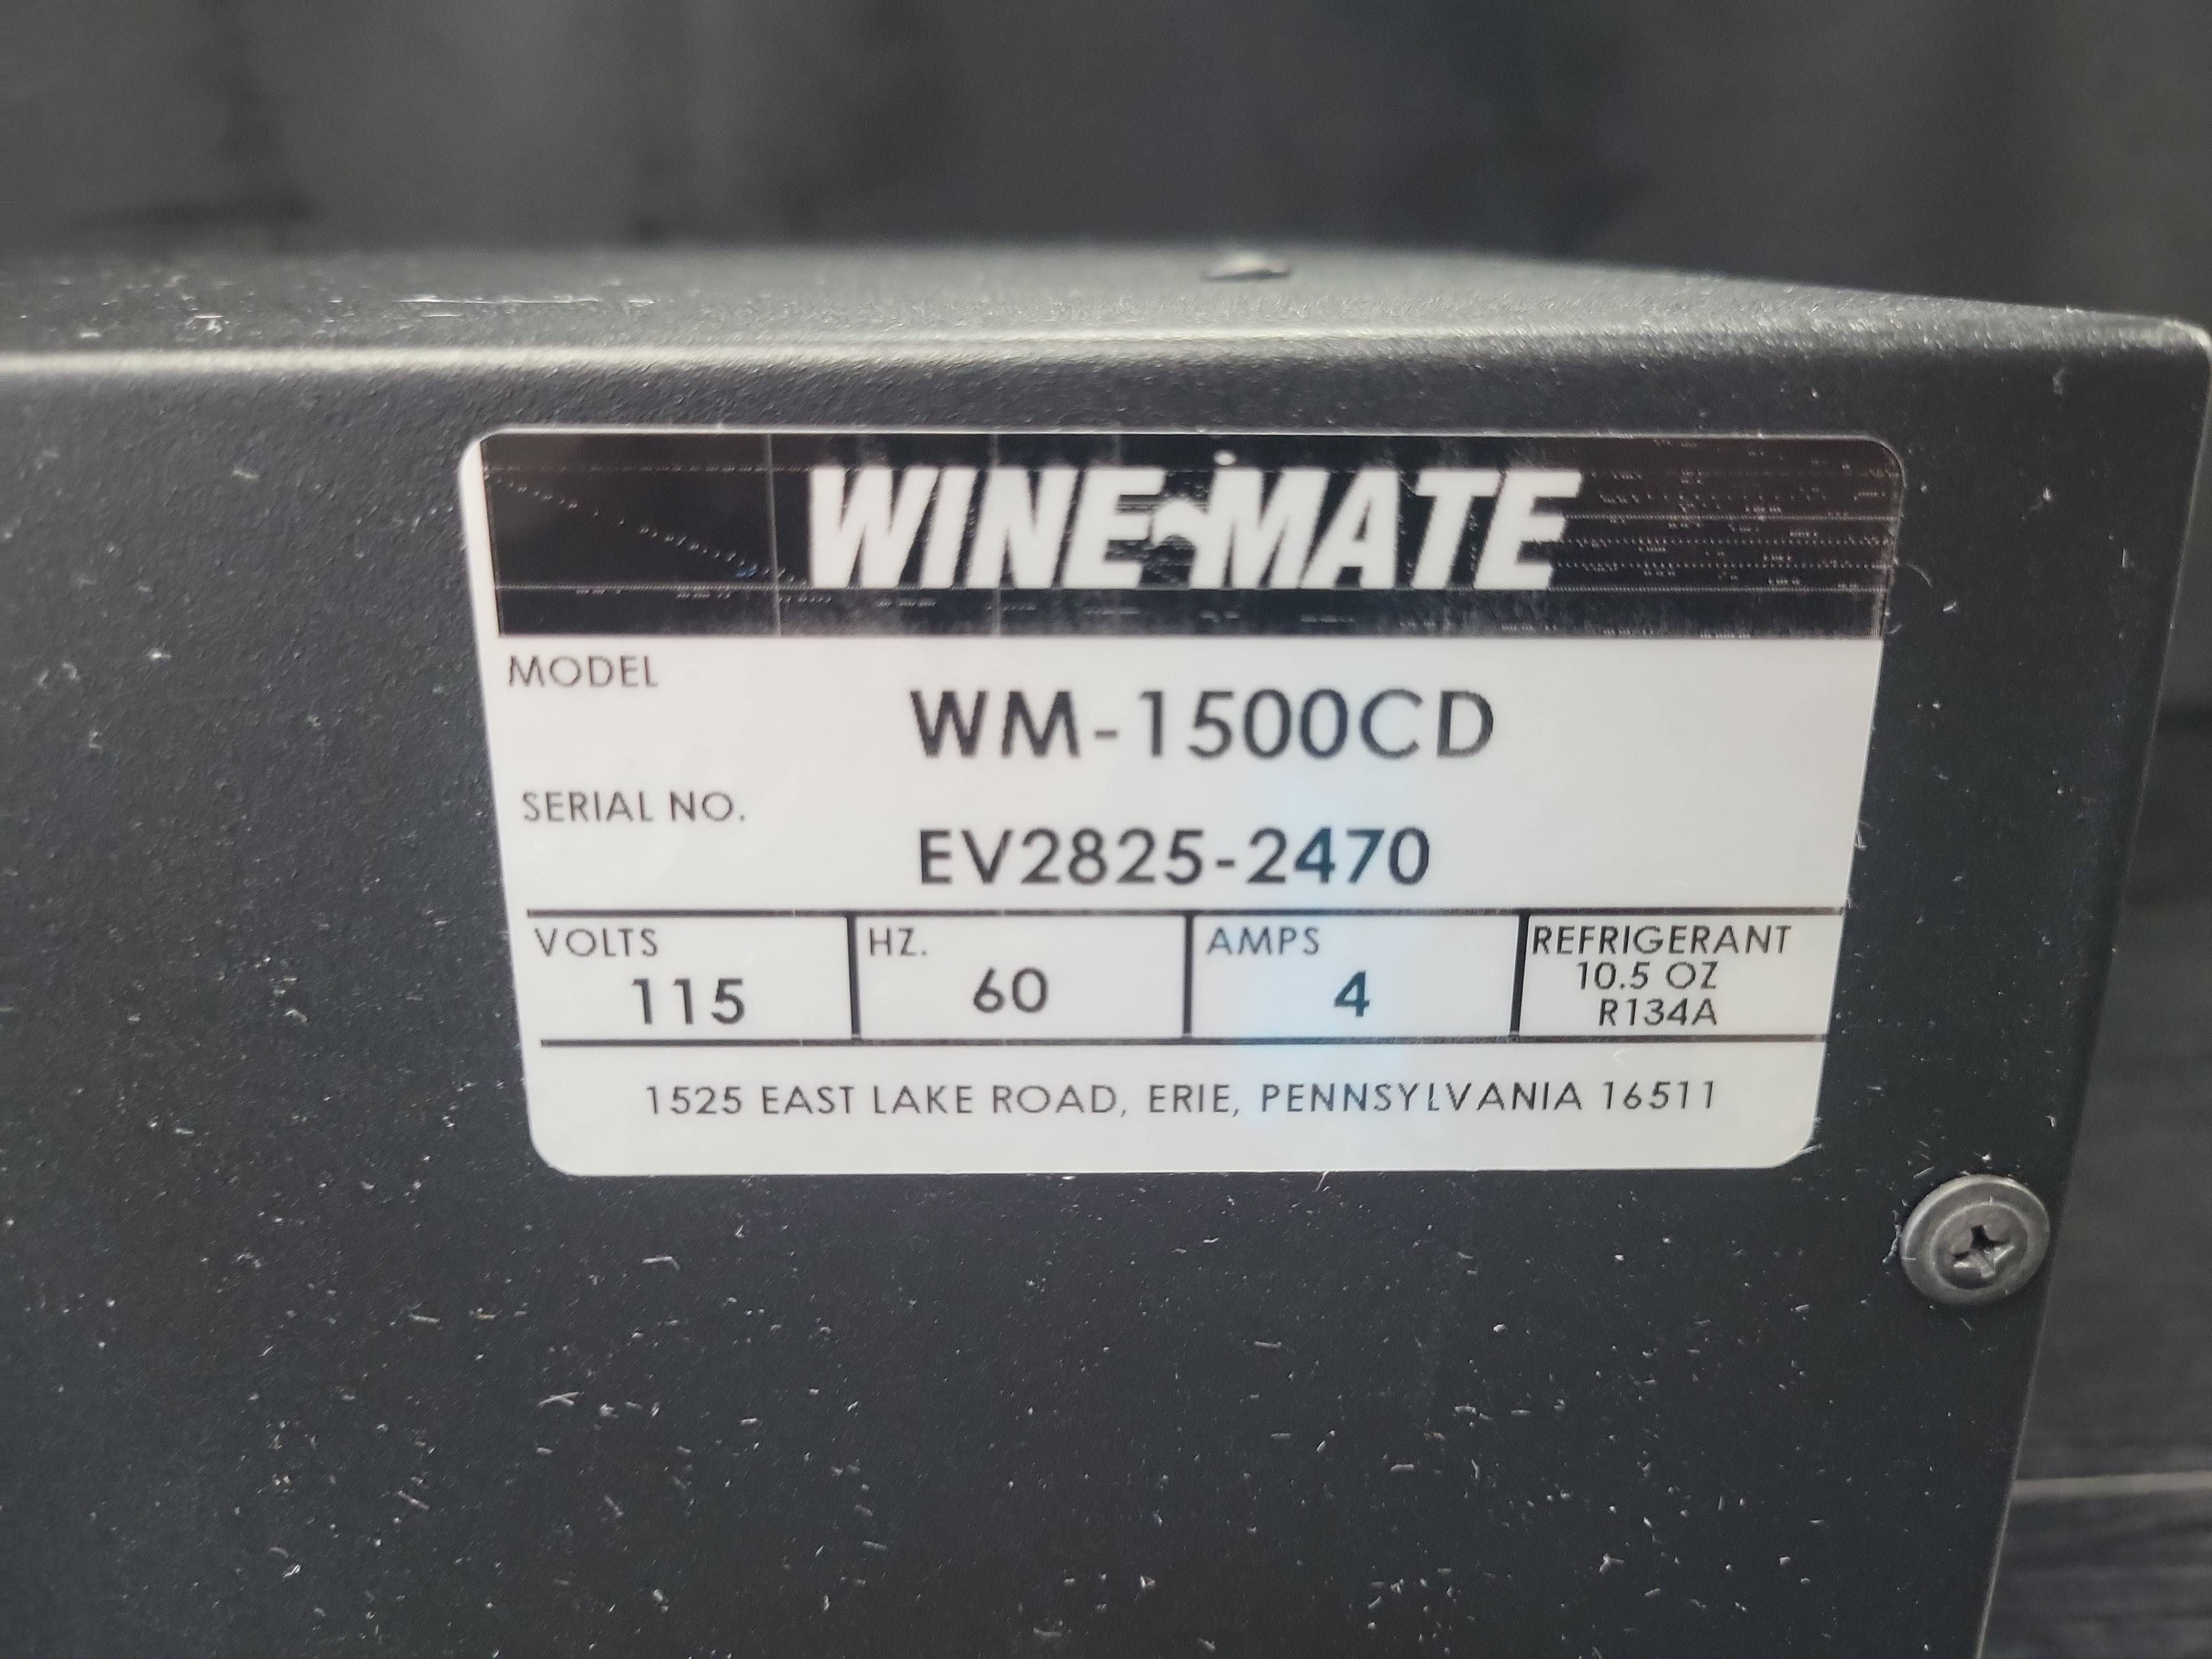 WINE-MATE
MODEL
WM-1500CD
SERIAL NO.
EV2825-2470
VOLTS
115
HZ.
60
AMPS
4
REFRIGERANT
10.5 OZ
R134A
1525 EAST LAKE ROAD, ERIE, PENNSYLVANIA 16511